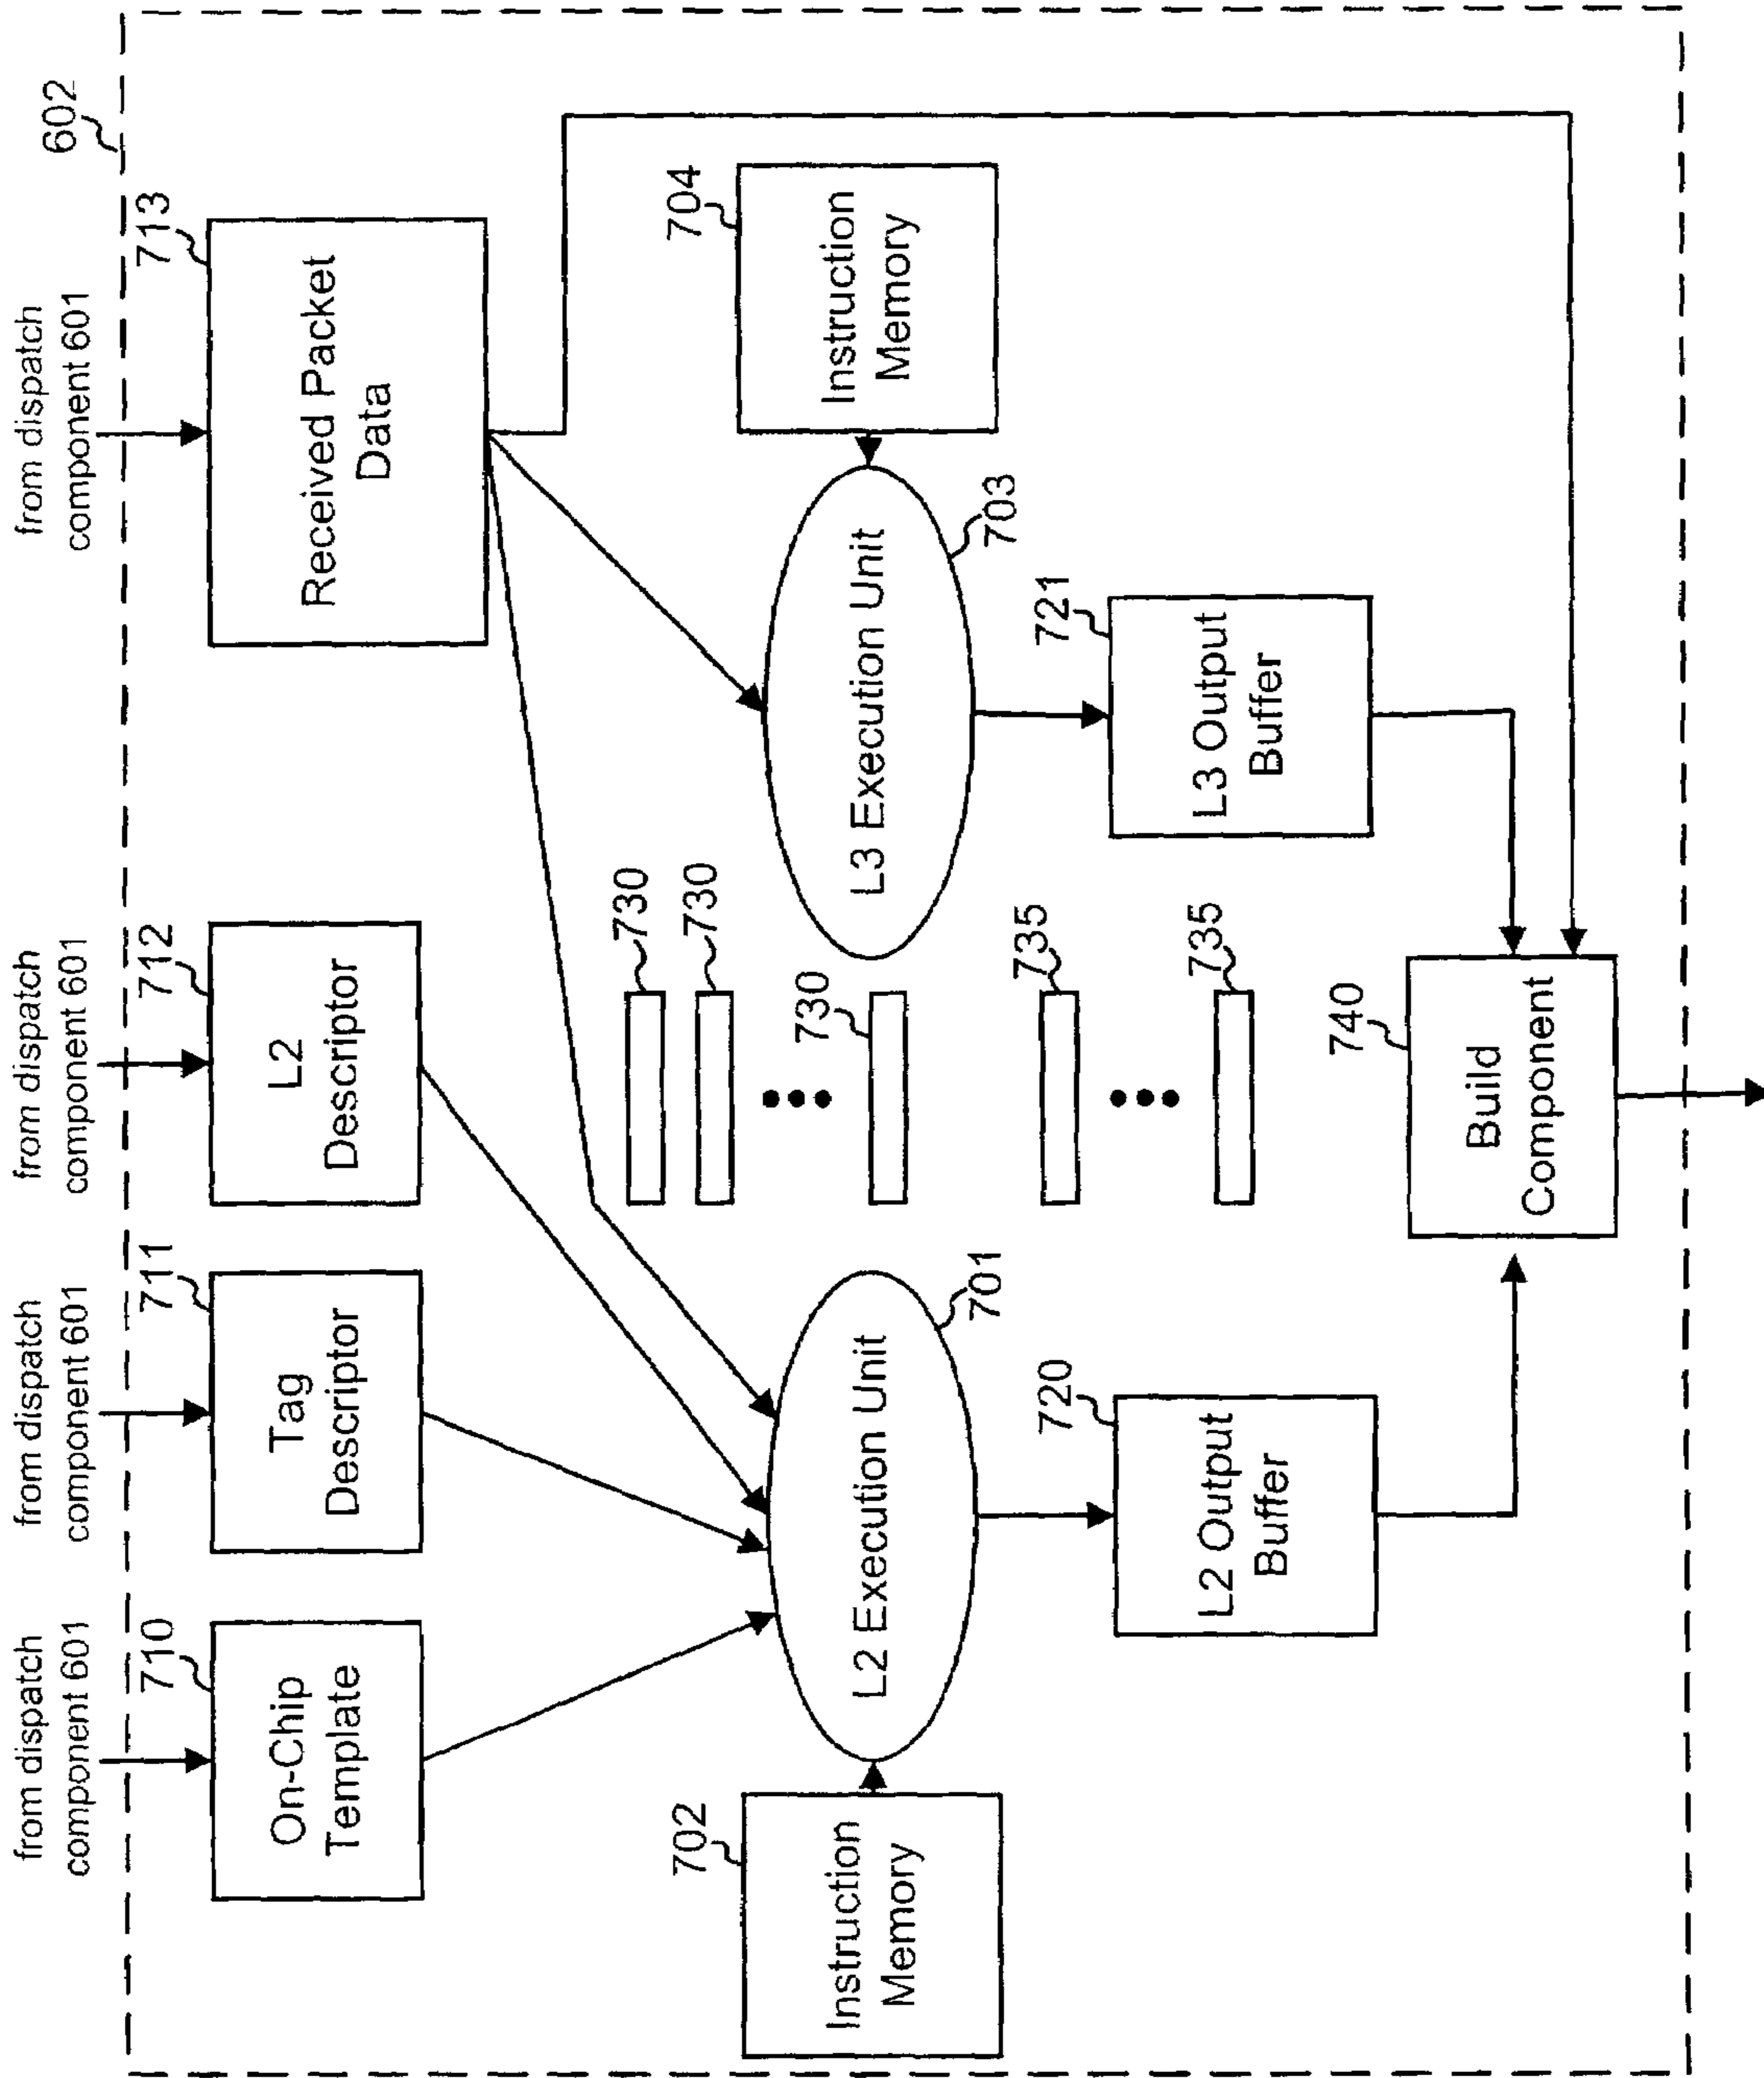 602
from dispatch
component 601
710
On-Chip
Template
from dispatch
component 601
711
Tag
Descriptor
from dispatch
component 601
712
L2
Descriptor
from dispatch
component 601
713
Received Packet
Data
730
730
730
702
Instruction
Memory
L2 Execution Unit
701
L3 Execution Unit
703
704
Instruction
Memory
735
735
720
L2 Output
Buffer
721
L3 Output
Buffer
740
Build
Component